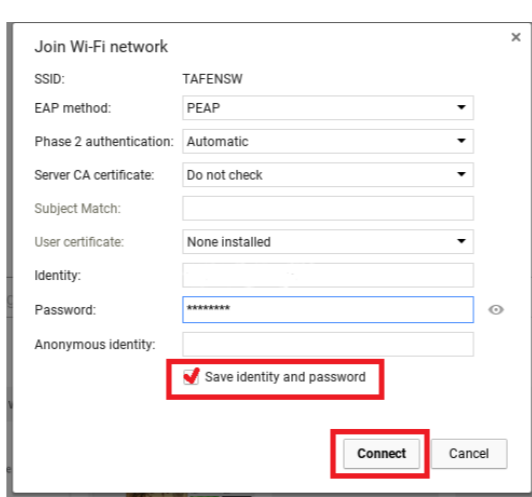 Join Wi-Fi network
×
SSID: TAFENSW
EAP method: PEAP
Phase 2 authentication: Automatic
Server CA certificate: Do not check
Subject Match:
User certificate: None installed
Identity:
Password: ********
Anonymous identity:
Save identity and password
Connect Cancel